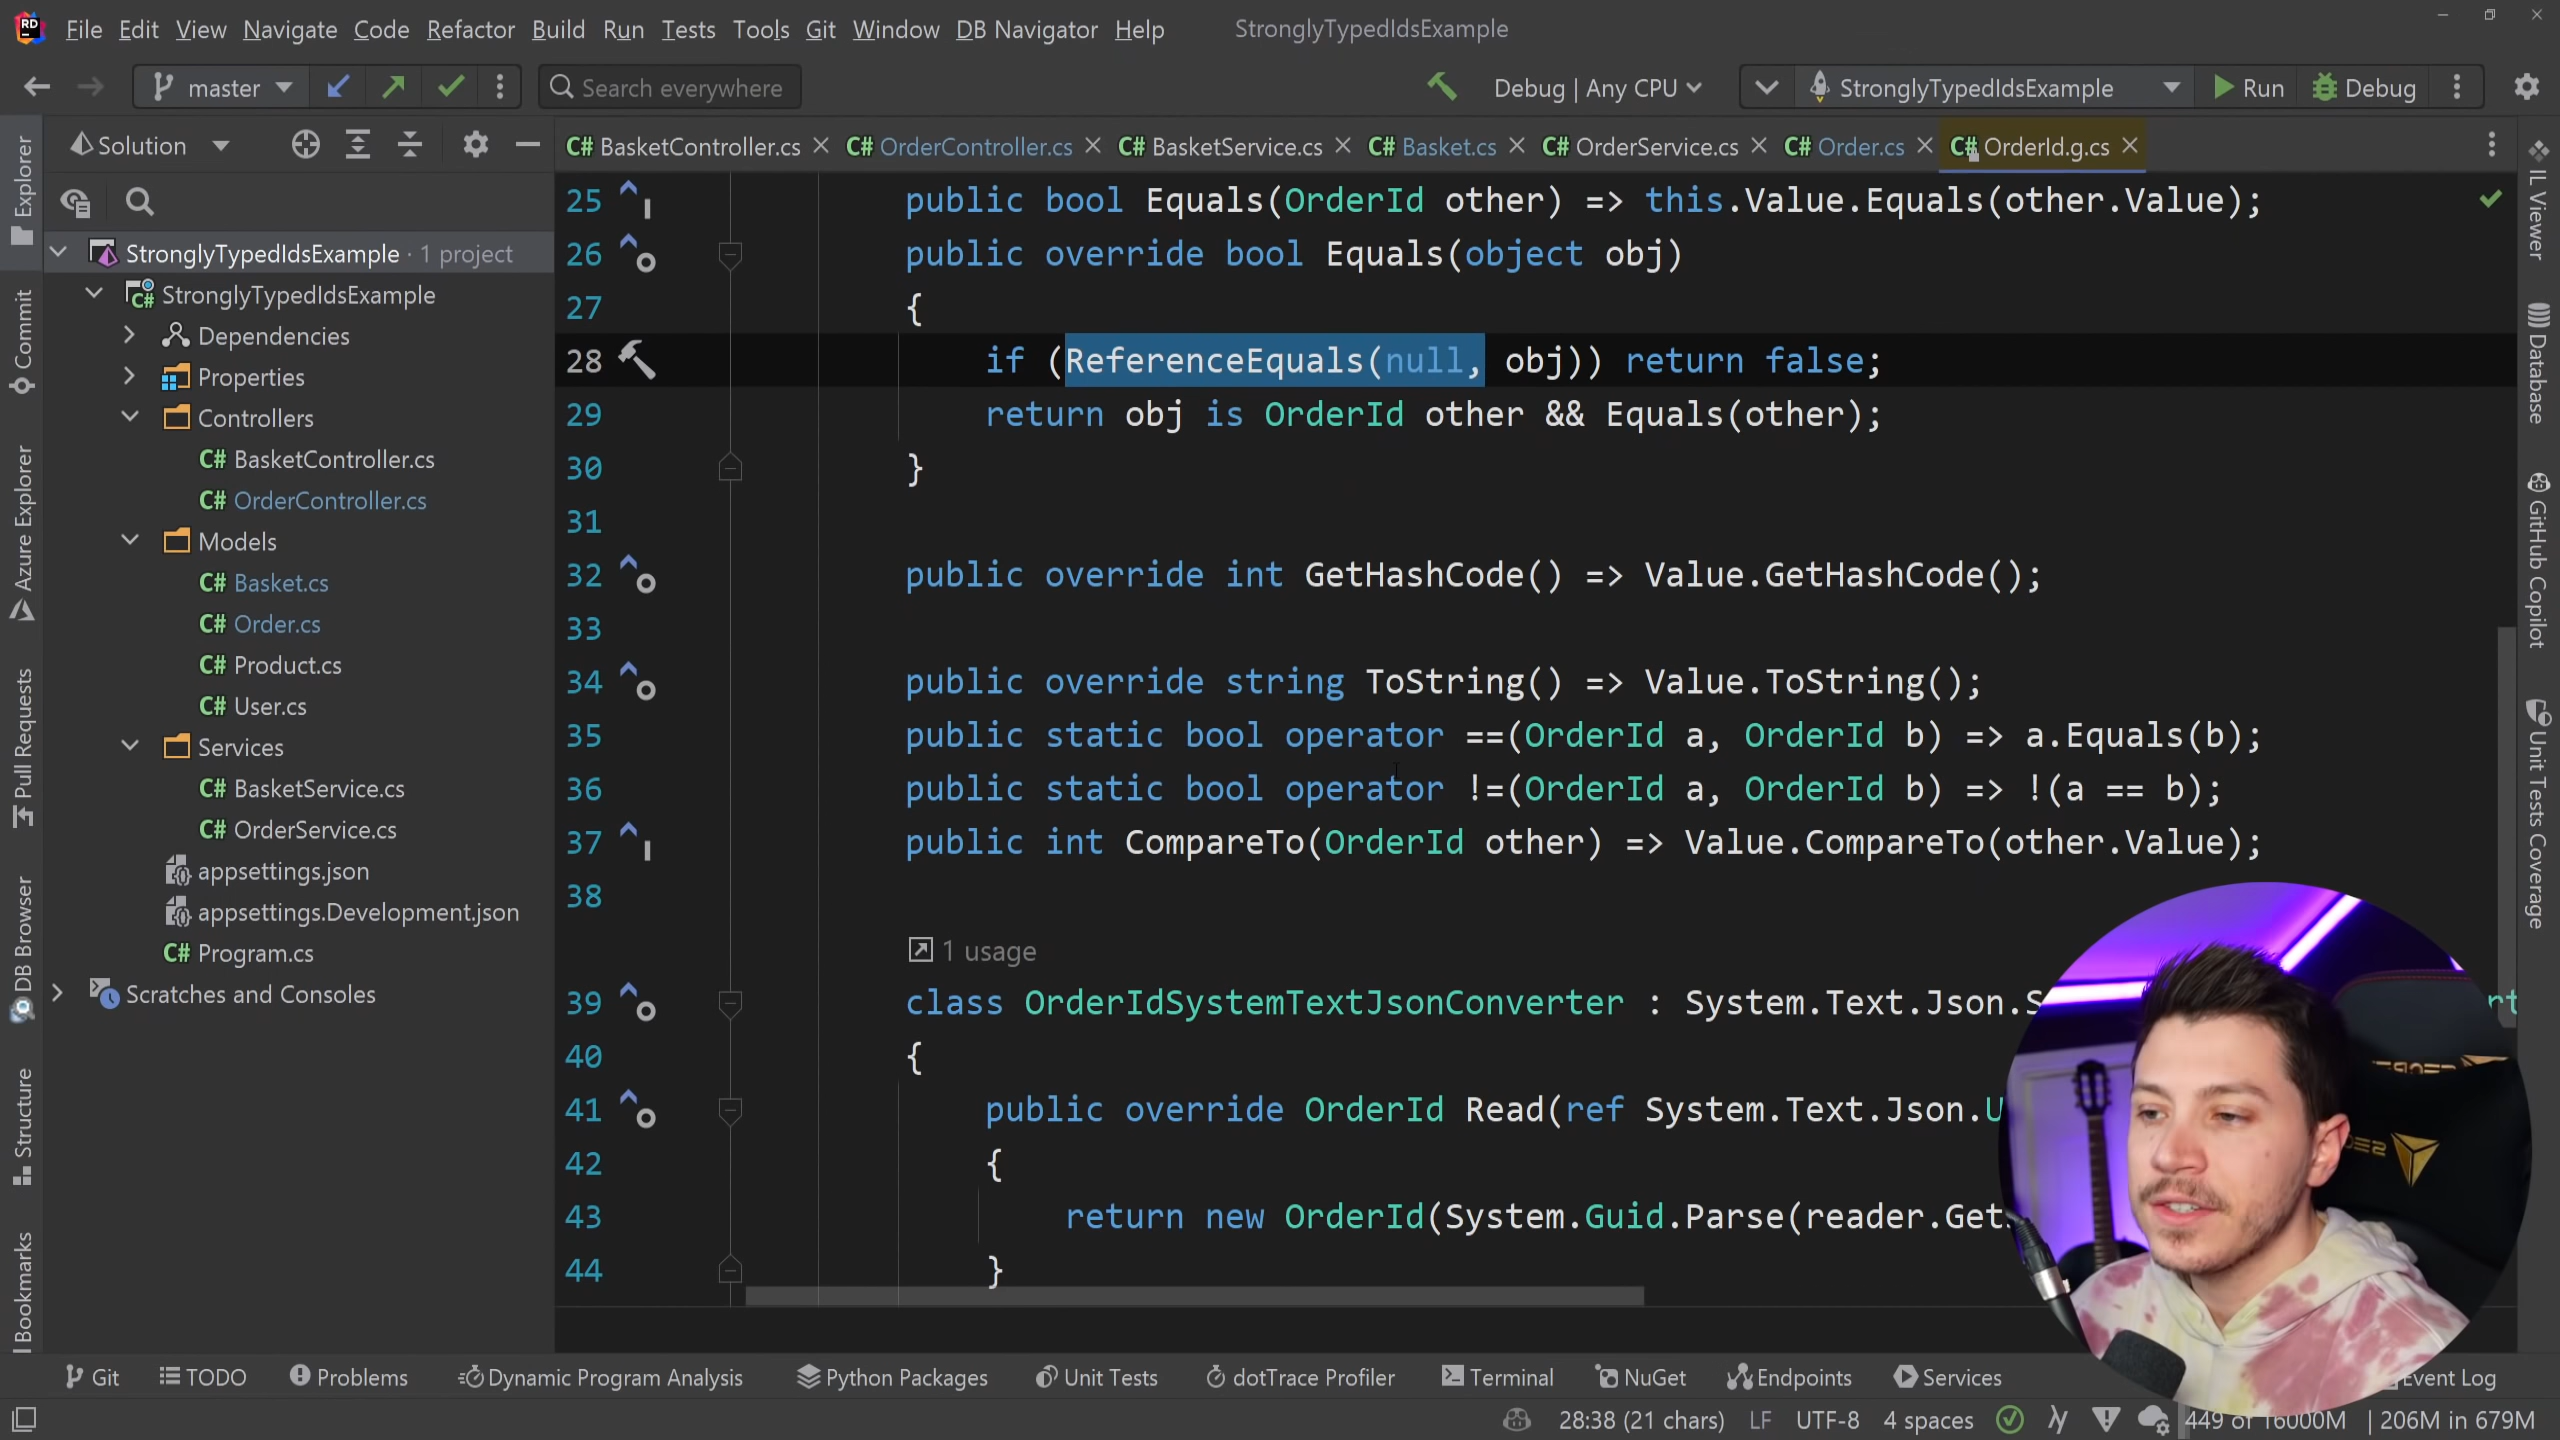 File Edit View Navigate Code Refactor Build Run Tests Tools Git Window DB Navigator Help StronglyTypedIdsExample
master Search everywhere Debug | Any CPU StronglyTypedIdsExample Run Debug
Solution
BasketController.cs OrderController.cs BasketService.cs Basket.cs OrderService.cs Order.cs OrderId.g.cs
Explorer
Commit
Azure Explorer
Pull Requests
DB Browser
Structure
Bookmarks
StronglyTypedIdsExample · 1 project
StronglyTypedIdsExample
Dependencies
Properties
Controllers
C# BasketController.cs
C# OrderController.cs
Models
C# Basket.cs
C# Order.cs
C# Product.cs
C# User.cs
Services
C# BasketService.cs
C# OrderService.cs
appsettings.json
appsettings.Development.json
C# Program.cs
Scratches and Consoles
25 public bool Equals(OrderId other) => this.Value.Equals(other.Value);
26 public override bool Equals(object obj)
27 {
28 if (ReferenceEquals(null, obj)) return false;
29 return obj is OrderId other && Equals(other);
30 }
31
32 public override int GetHashCode() => Value.GetHashCode();
33
34 public override string ToString() => Value.ToString();
35 public static bool operator ==(OrderId a, OrderId b) => a.Equals(b);
36 public static bool operator !=(OrderId a, OrderId b) => !(a == b);
37 public int CompareTo(OrderId other) => Value.CompareTo(other.Value);
38
1 usage
39 class OrderIdSystemTextJsonConverter : System.Text.Json.S
40 {
41 public override OrderId Read(ref System.Text.Json.U
42 {
43 return new OrderId(System.Guid.Parse(reader.Get
44 }
IL Viewer
Database
GitHub Copilot
Unit Tests Coverage
Git TODO Problems Dynamic Program Analysis Python Packages Unit Tests dotTrace Profiler Terminal NuGet Endpoints Services Event Log
28:38 (21 chars) LF UTF-8 4 spaces 449 of 16000M | 206M in 679M